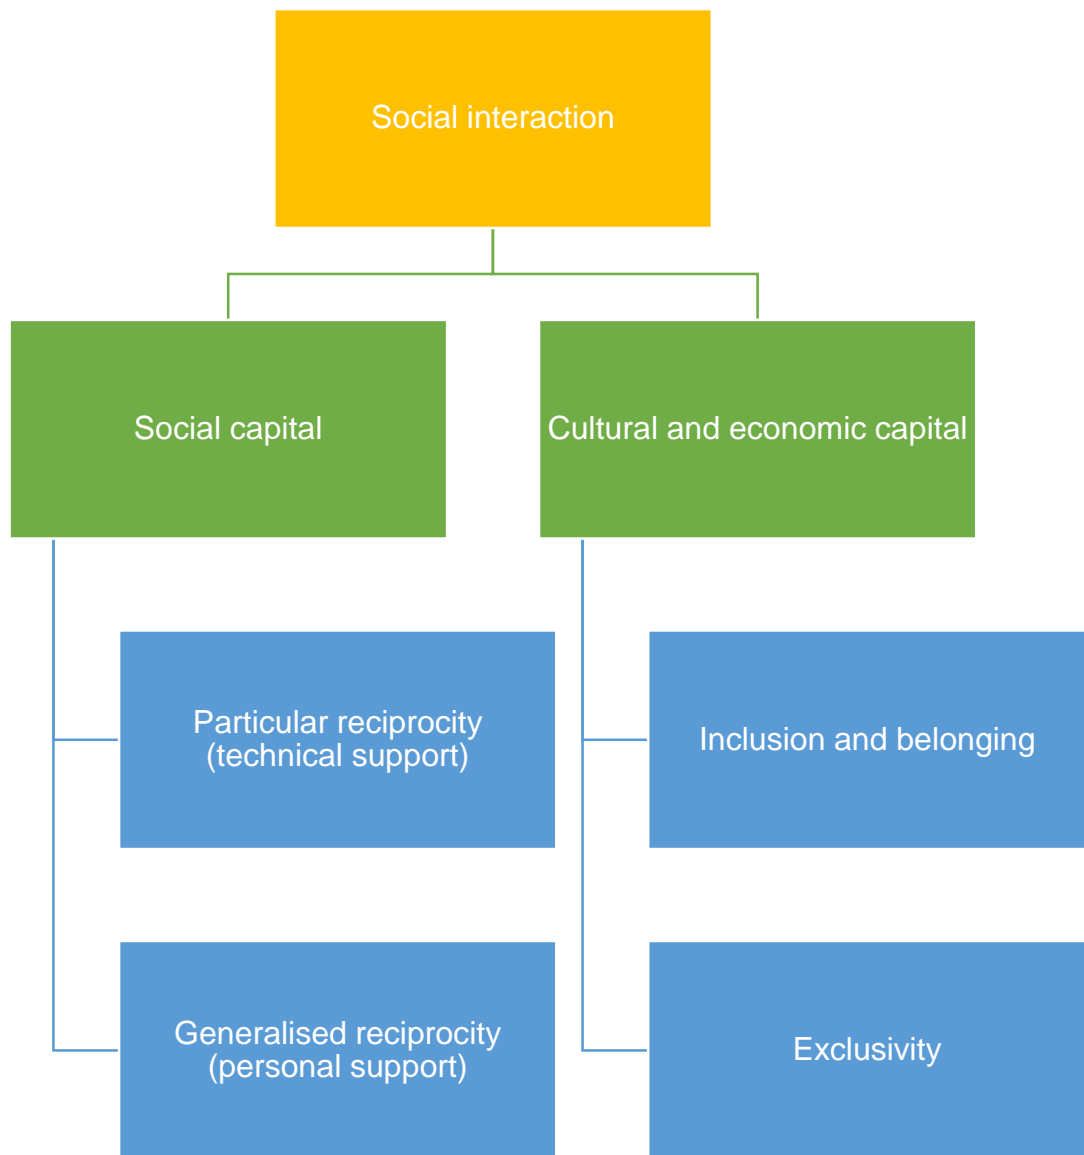 Social interaction
Social capital
Cultural and economic capital
Particular reciprocity
(technical support)
Inclusion and belonging
Generalised reciprocity
(personal support)
Exclusivity